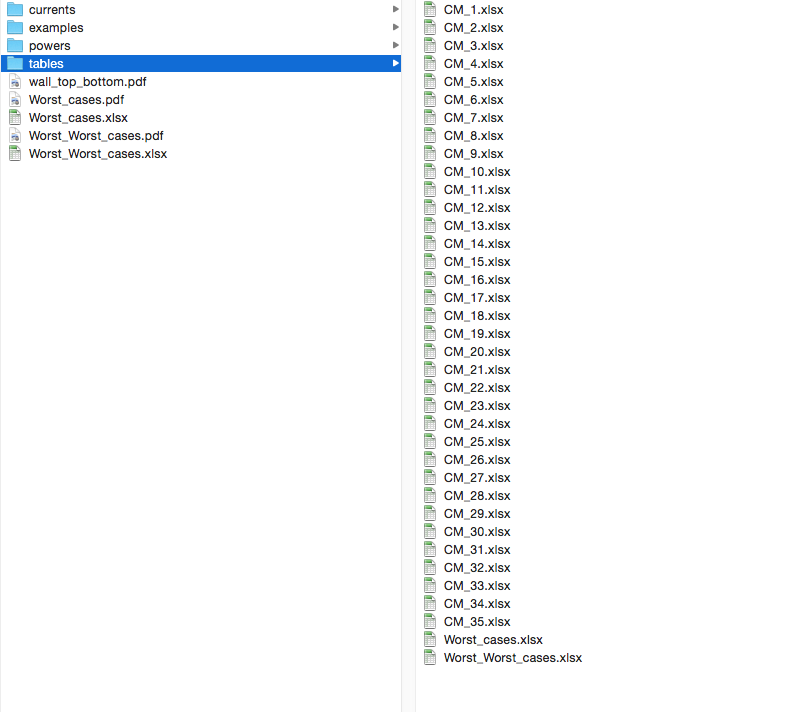 currents
examples
powers
tables
wall_top_bottom.pdf
Worst_cases.pdf
Worst_cases.xlsx
Worst_Worst_cases.pdf
Worst_Worst_cases.xlsx
CM_1.xlsx
CM_2.xlsx
CM_3.xlsx
CM_4.xlsx
CM_5.xlsx
CM_6.xlsx
CM_7.xlsx
CM_8.xlsx
CM_9.xlsx
CM_10.xlsx
CM_11.xlsx
CM_12.xlsx
CM_13.xlsx
CM_14.xlsx
CM_15.xlsx
CM_16.xlsx
CM_17.xlsx
CM_18.xlsx
CM_19.xlsx
CM_20.xlsx
CM_21.xlsx
CM_22.xlsx
CM_23.xlsx
CM_24.xlsx
CM_25.xlsx
CM_26.xlsx
CM_27.xlsx
CM_28.xlsx
CM_29.xlsx
CM_30.xlsx
CM_31.xlsx
CM_32.xlsx
CM_33.xlsx
CM_34.xlsx
CM_35.xlsx
Worst_cases.xlsx
Worst_Worst_cases.xlsx